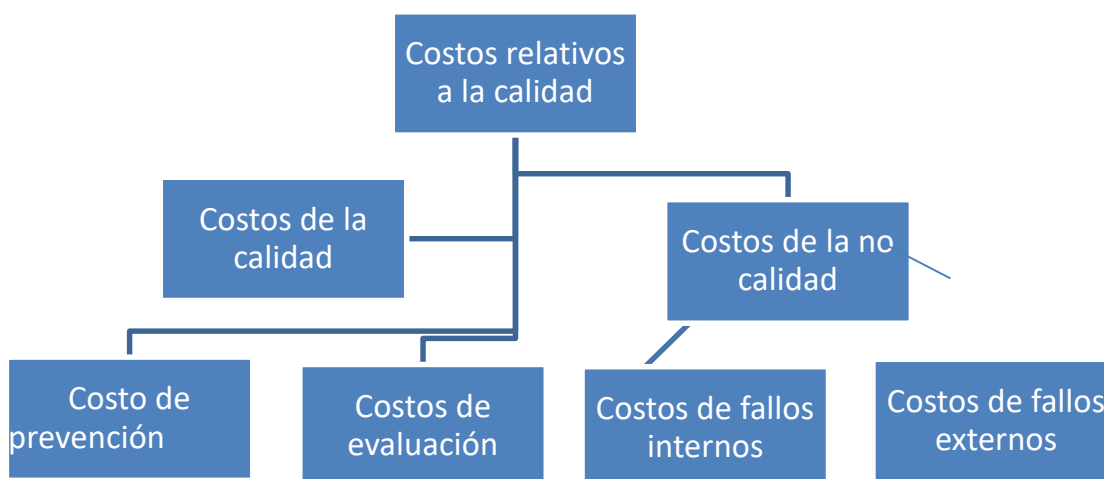 Costos relativos
a la calidad
Costos de la
calidad
Costos de la no
calidad
Costo de
prevención
Costos de
evaluación
Costos de fallos
internos
Costos de fallos
externos